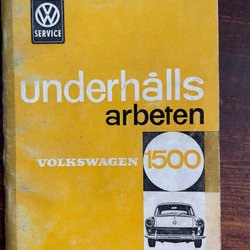 VW
SERVICE
underhålls
arbeten
VOLKSWAGEN 1500